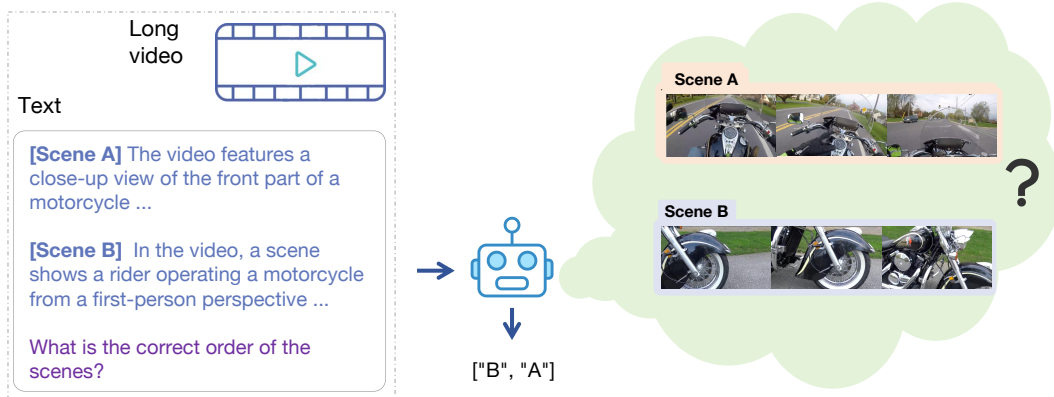 Long
video
Text
[Scene A] The video features a
close-up view of the front part of a
motorcycle ...
[Scene B] In the video, a scene
shows a rider operating a motorcycle
from a first-person perspective ...
What is the correct order of the
scenes?
["B", "A"]
Scene A
Scene B
?